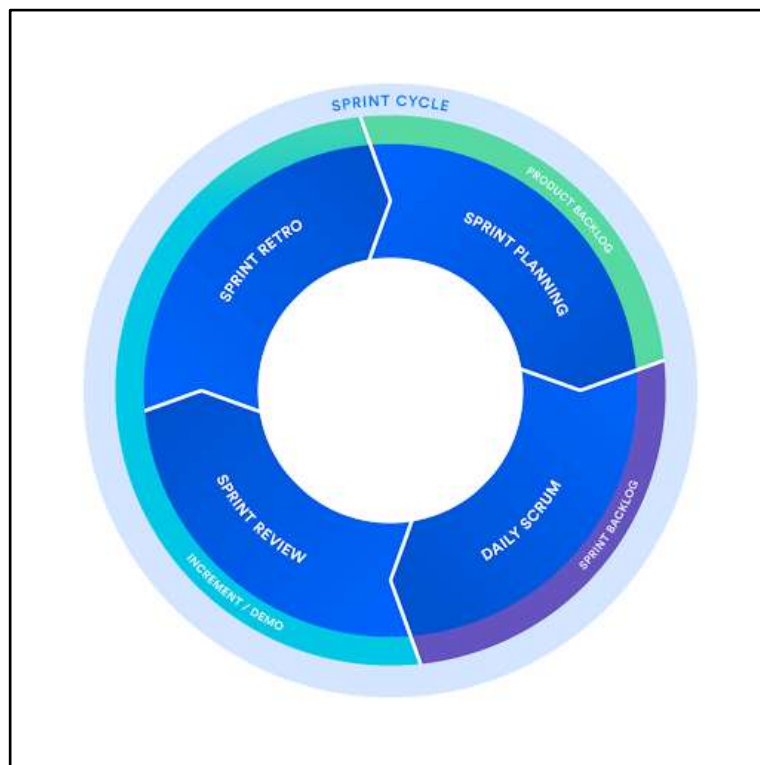 SPRINT CYCLE
PRODUCT BACKLOG
SPRINT PLANNING
SPRINT RETRO
DAILY SCRUM
SPRINT BACKLOG
SPRINT REVIEW
INCREMENT / DEMO